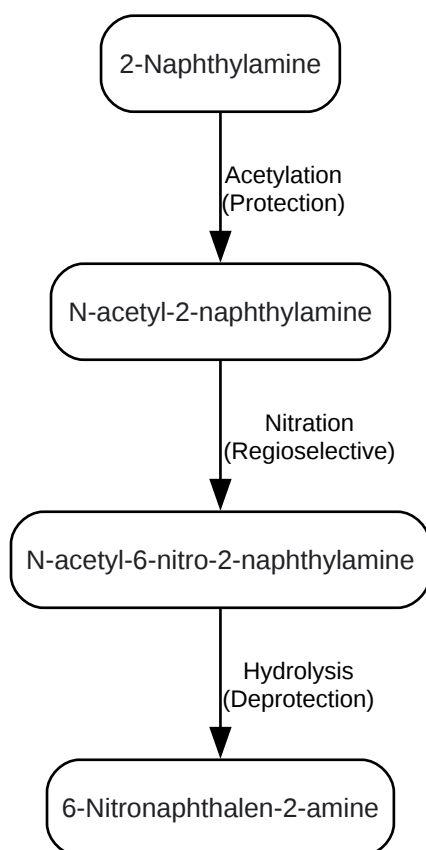 2-Naphthylamine
Acetylation
(Protection)
N-acetyl-2-naphthylamine
Nitration
(Regioselective)
N-acetyl-6-nitro-2-naphthylamine
Hydrolysis
(Deprotection)
6-Nitronaphthalen-2-amine